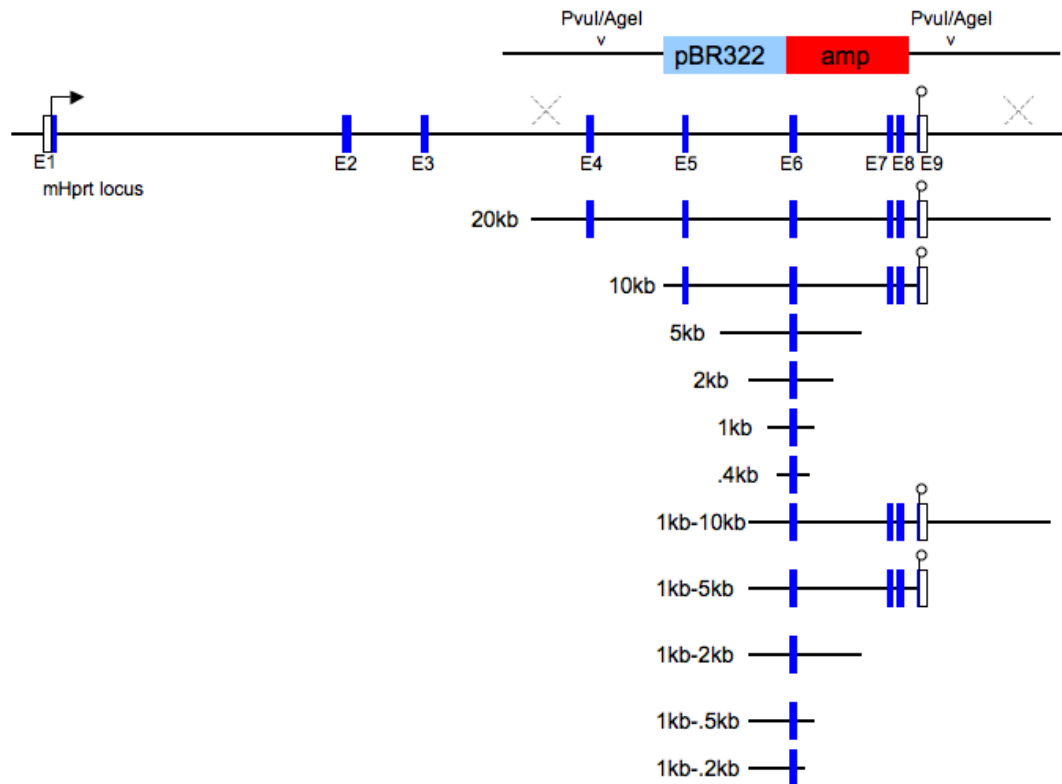 PvuI/AgeI PvuI/AgeI
v v
pBR322 amp
E1 E2 E3 E4 E5 E6 E7 E8 E9
mHprt locus
20kb
10kb
5kb
2kb
1kb
.4kb
1kb-10kb
1kb-5kb
1kb-2kb
1kb-.5kb
1kb-.2kb